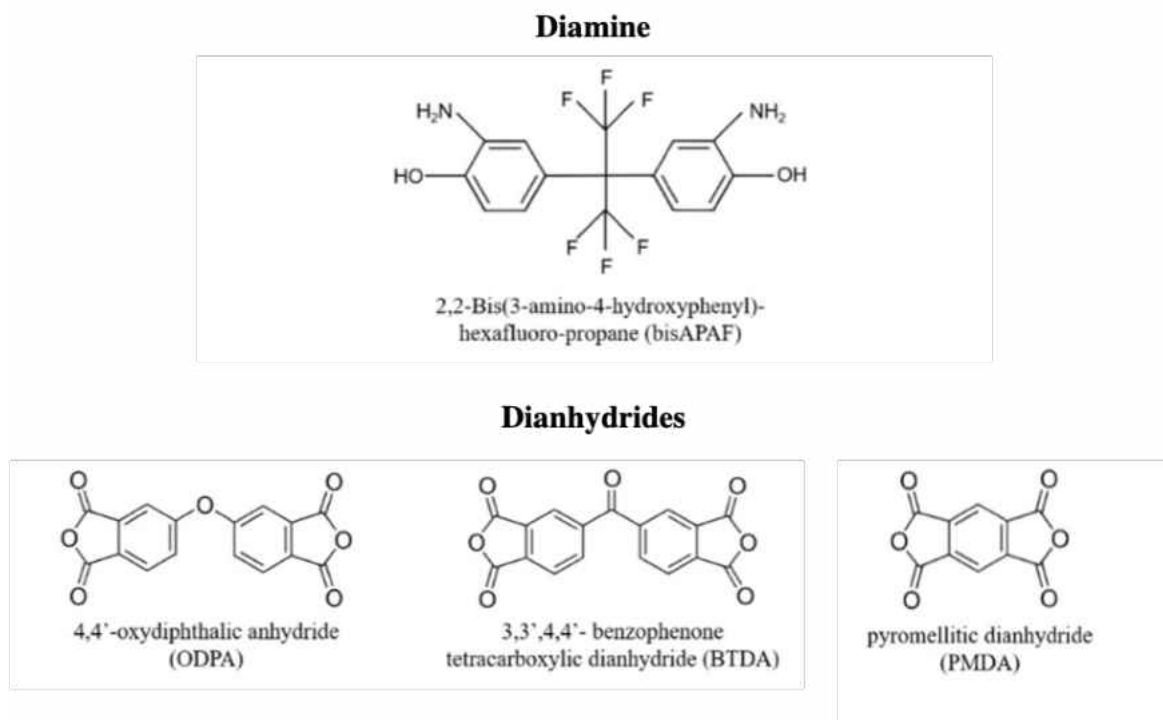 Diamine
F
F F
H₂N NH₂
HO OH
F F
F
2,2-Bis(3-amino-4-hydroxyphenyl)-
hexafluoro-propane (bisAPAF)
Dianhydrides
O O O O O O O
O
O O O O O O
O O O O O O
4,4'-oxydiphthalic anhydride
(ODPA)
3,3',4,4'- benzophenone
tetracarboxylic dianhydride (BTDA)
pyromellitic dianhydride
(PMDA)